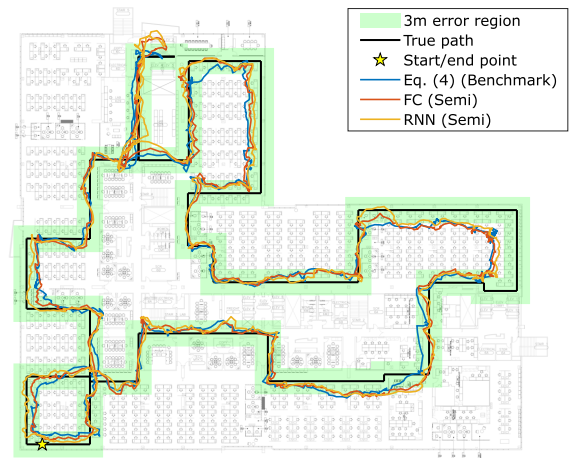 3m error region
True path
Start/end point
Eq. (4) (Benchmark)
FC (Semi)
RNN (Semi)